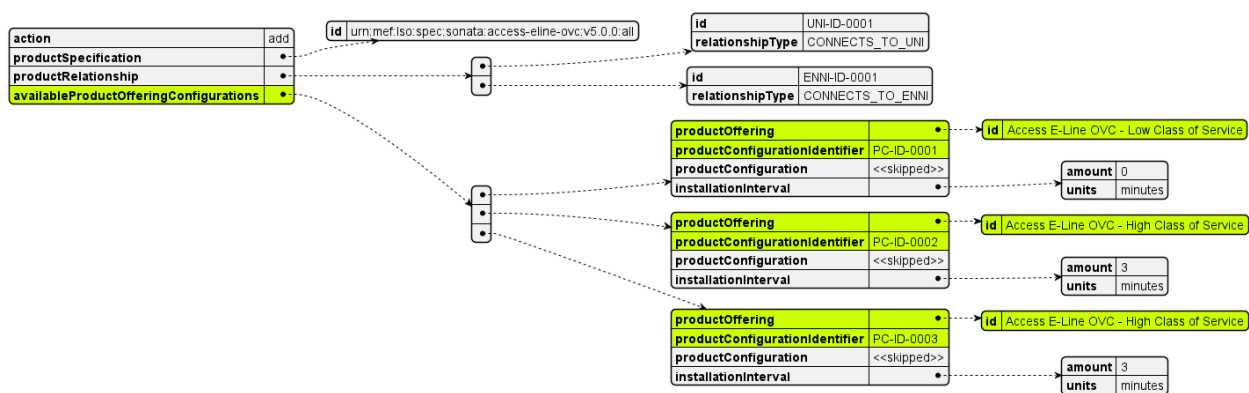 action add
productSpecification
productRelationship
availableProductOfferingConfigurations
id urn:mef:lso:spec:sonata:access-eline-ovc:v5.0.0:all
id UNI-ID-0001
relationshipType CONNECTS_TO_UNI
id ENNI-ID-0001
relationshipType CONNECTS_TO_ENNI
productOffering
productConfigurationIdentifier PC-ID-0001
productConfiguration <<skipped>>
installationInterval
id Access E-Line OVC - Low Class of Service
amount 0
units minutes
productOffering
productConfigurationIdentifier PC-ID-0002
productConfiguration <<skipped>>
installationInterval
id Access E-Line OVC - High Class of Service
amount 3
units minutes
productOffering
productConfigurationIdentifier PC-ID-0003
productConfiguration <<skipped>>
installationInterval
id Access E-Line OVC - High Class of Service
amount 3
units minutes